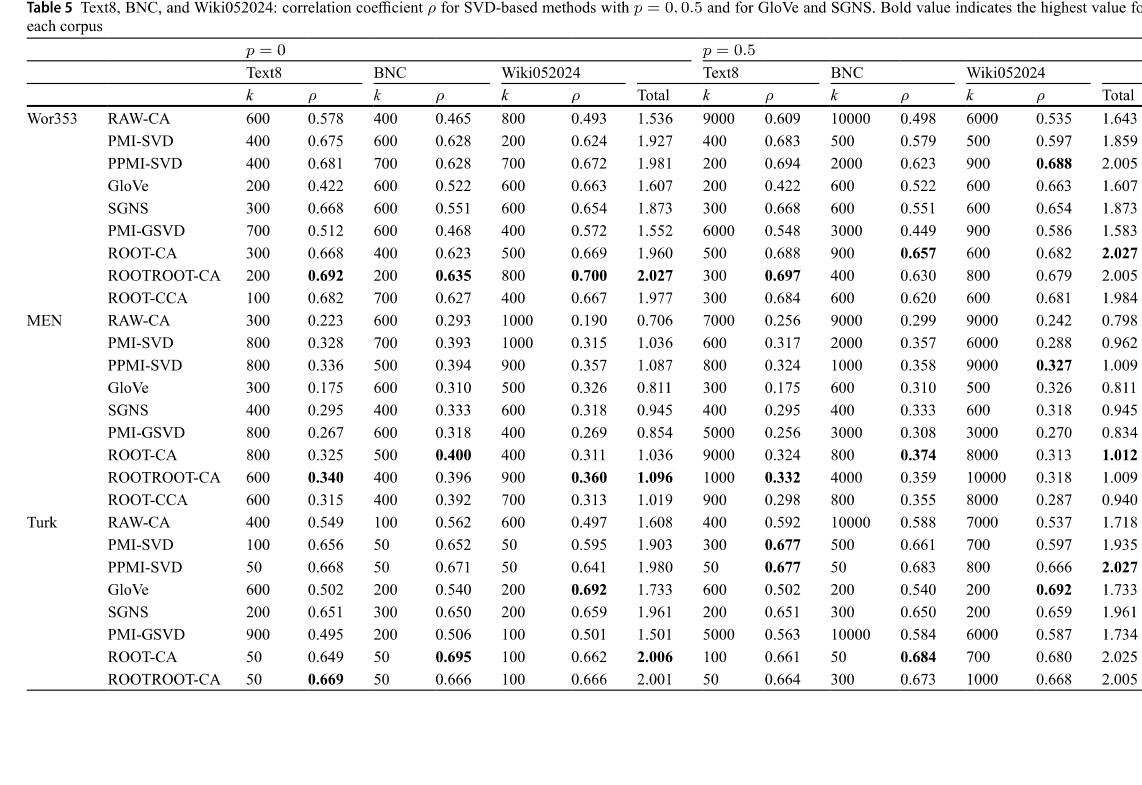 Table 5 Text8, BNC, and Wiki052024: correlation coefficient ρ for SVD-based methods with p = 0, 0.5 and for GloVe and SGNS. Bold value indicates the highest value fo
each corpus
p = 0 p = 0.5
Text8 BNC Wiki052024 Text8 BNC Wiki052024
k ρ k ρ k ρ Total k ρ k ρ k ρ Total
Wor353 RAW-CA 600 0.578 400 0.465 800 0.493 1.536 9000 0.609 10000 0.498 6000 0.535 1.643
PMI-SVD 400 0.675 600 0.628 200 0.624 1.927 400 0.683 500 0.579 500 0.597 1.859
PPMI-SVD 400 0.681 700 0.628 700 0.672 1.981 200 0.694 2000 0.623 900 0.688 2.005
GloVe 200 0.422 600 0.522 600 0.663 1.607 200 0.422 600 0.522 600 0.663 1.607
SGNS 300 0.668 600 0.551 600 0.654 1.873 300 0.668 600 0.551 600 0.654 1.873
PMI-GSVD 700 0.512 600 0.468 400 0.572 1.552 6000 0.548 3000 0.449 900 0.586 1.583
ROOT-CA 300 0.668 400 0.623 500 0.669 1.960 500 0.688 900 0.657 600 0.682 2.027
ROOTROOT-CA 200 0.692 200 0.635 800 0.700 2.027 300 0.697 400 0.630 800 0.679 2.005
ROOT-CCA 100 0.682 700 0.627 400 0.667 1.977 300 0.684 600 0.620 600 0.681 1.984
MEN RAW-CA 300 0.223 600 0.293 1000 0.190 0.706 7000 0.256 9000 0.299 9000 0.242 0.798
PMI-SVD 800 0.328 700 0.393 1000 0.315 1.036 600 0.317 2000 0.357 6000 0.288 0.962
PPMI-SVD 800 0.336 500 0.394 900 0.357 1.087 800 0.324 1000 0.358 9000 0.327 1.009
GloVe 300 0.175 600 0.310 500 0.326 0.811 300 0.175 600 0.310 500 0.326 0.811
SGNS 400 0.295 400 0.333 600 0.318 0.945 400 0.295 400 0.333 600 0.318 0.945
PMI-GSVD 800 0.267 600 0.318 400 0.269 0.854 5000 0.256 3000 0.308 3000 0.270 0.834
ROOT-CA 800 0.325 500 0.400 400 0.311 1.036 9000 0.324 800 0.374 8000 0.313 1.012
ROOTROOT-CA 600 0.340 400 0.396 900 0.360 1.096 1000 0.332 4000 0.359 10000 0.318 1.009
ROOT-CCA 600 0.315 400 0.392 700 0.313 1.019 900 0.298 800 0.355 8000 0.287 0.940
Turk RAW-CA 400 0.549 100 0.562 600 0.497 1.608 400 0.592 10000 0.588 7000 0.537 1.718
PMI-SVD 100 0.656 50 0.652 50 0.595 1.903 300 0.677 500 0.661 700 0.597 1.935
PPMI-SVD 50 0.668 50 0.671 50 0.641 1.980 50 0.677 50 0.683 800 0.666 2.027
GloVe 600 0.502 200 0.540 200 0.692 1.733 600 0.502 200 0.540 200 0.692 1.733
SGNS 200 0.651 300 0.650 200 0.659 1.961 200 0.651 300 0.650 200 0.659 1.961
PMI-GSVD 900 0.495 200 0.506 100 0.501 1.501 5000 0.563 10000 0.584 6000 0.587 1.734
ROOT-CA 50 0.649 50 0.695 100 0.662 2.006 100 0.661 50 0.684 700 0.680 2.025
ROOTROOT-CA 50 0.669 50 0.666 100 0.666 2.001 50 0.664 300 0.673 1000 0.668 2.005